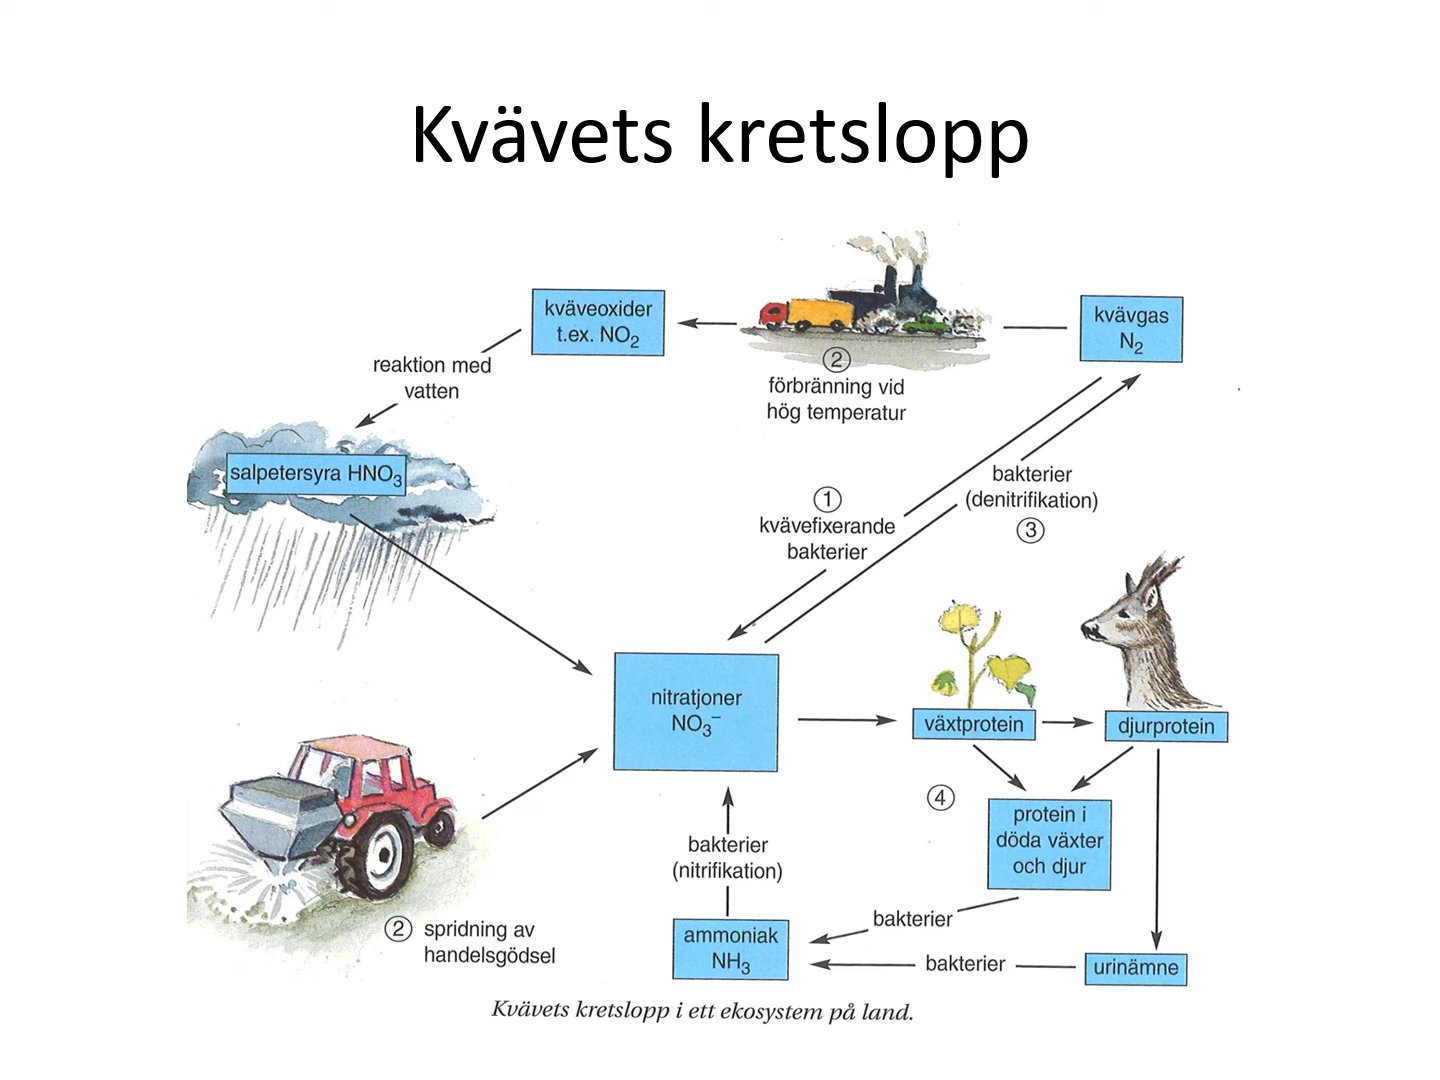 Kvävets kretslopp
kväveoxider
t.ex. NO₂
kvävgas
N₂
②
förbränning vid
hög temperatur
reaktion med
vatten
salpetersyra HNO₃
bakterier
(denitrifikation)
③
①
kvävefixerande
bakterier
nitratjoner
NO₃⁻
växtprotein
djurprotein
④
protein i
döda växter
och djur
bakterier
(nitrifikation)
bakterier
② spridning av
handelsgödsel
ammoniak
NH₃
bakterier
urinämne
Kvävets kretslopp i ett ekosystem på land.